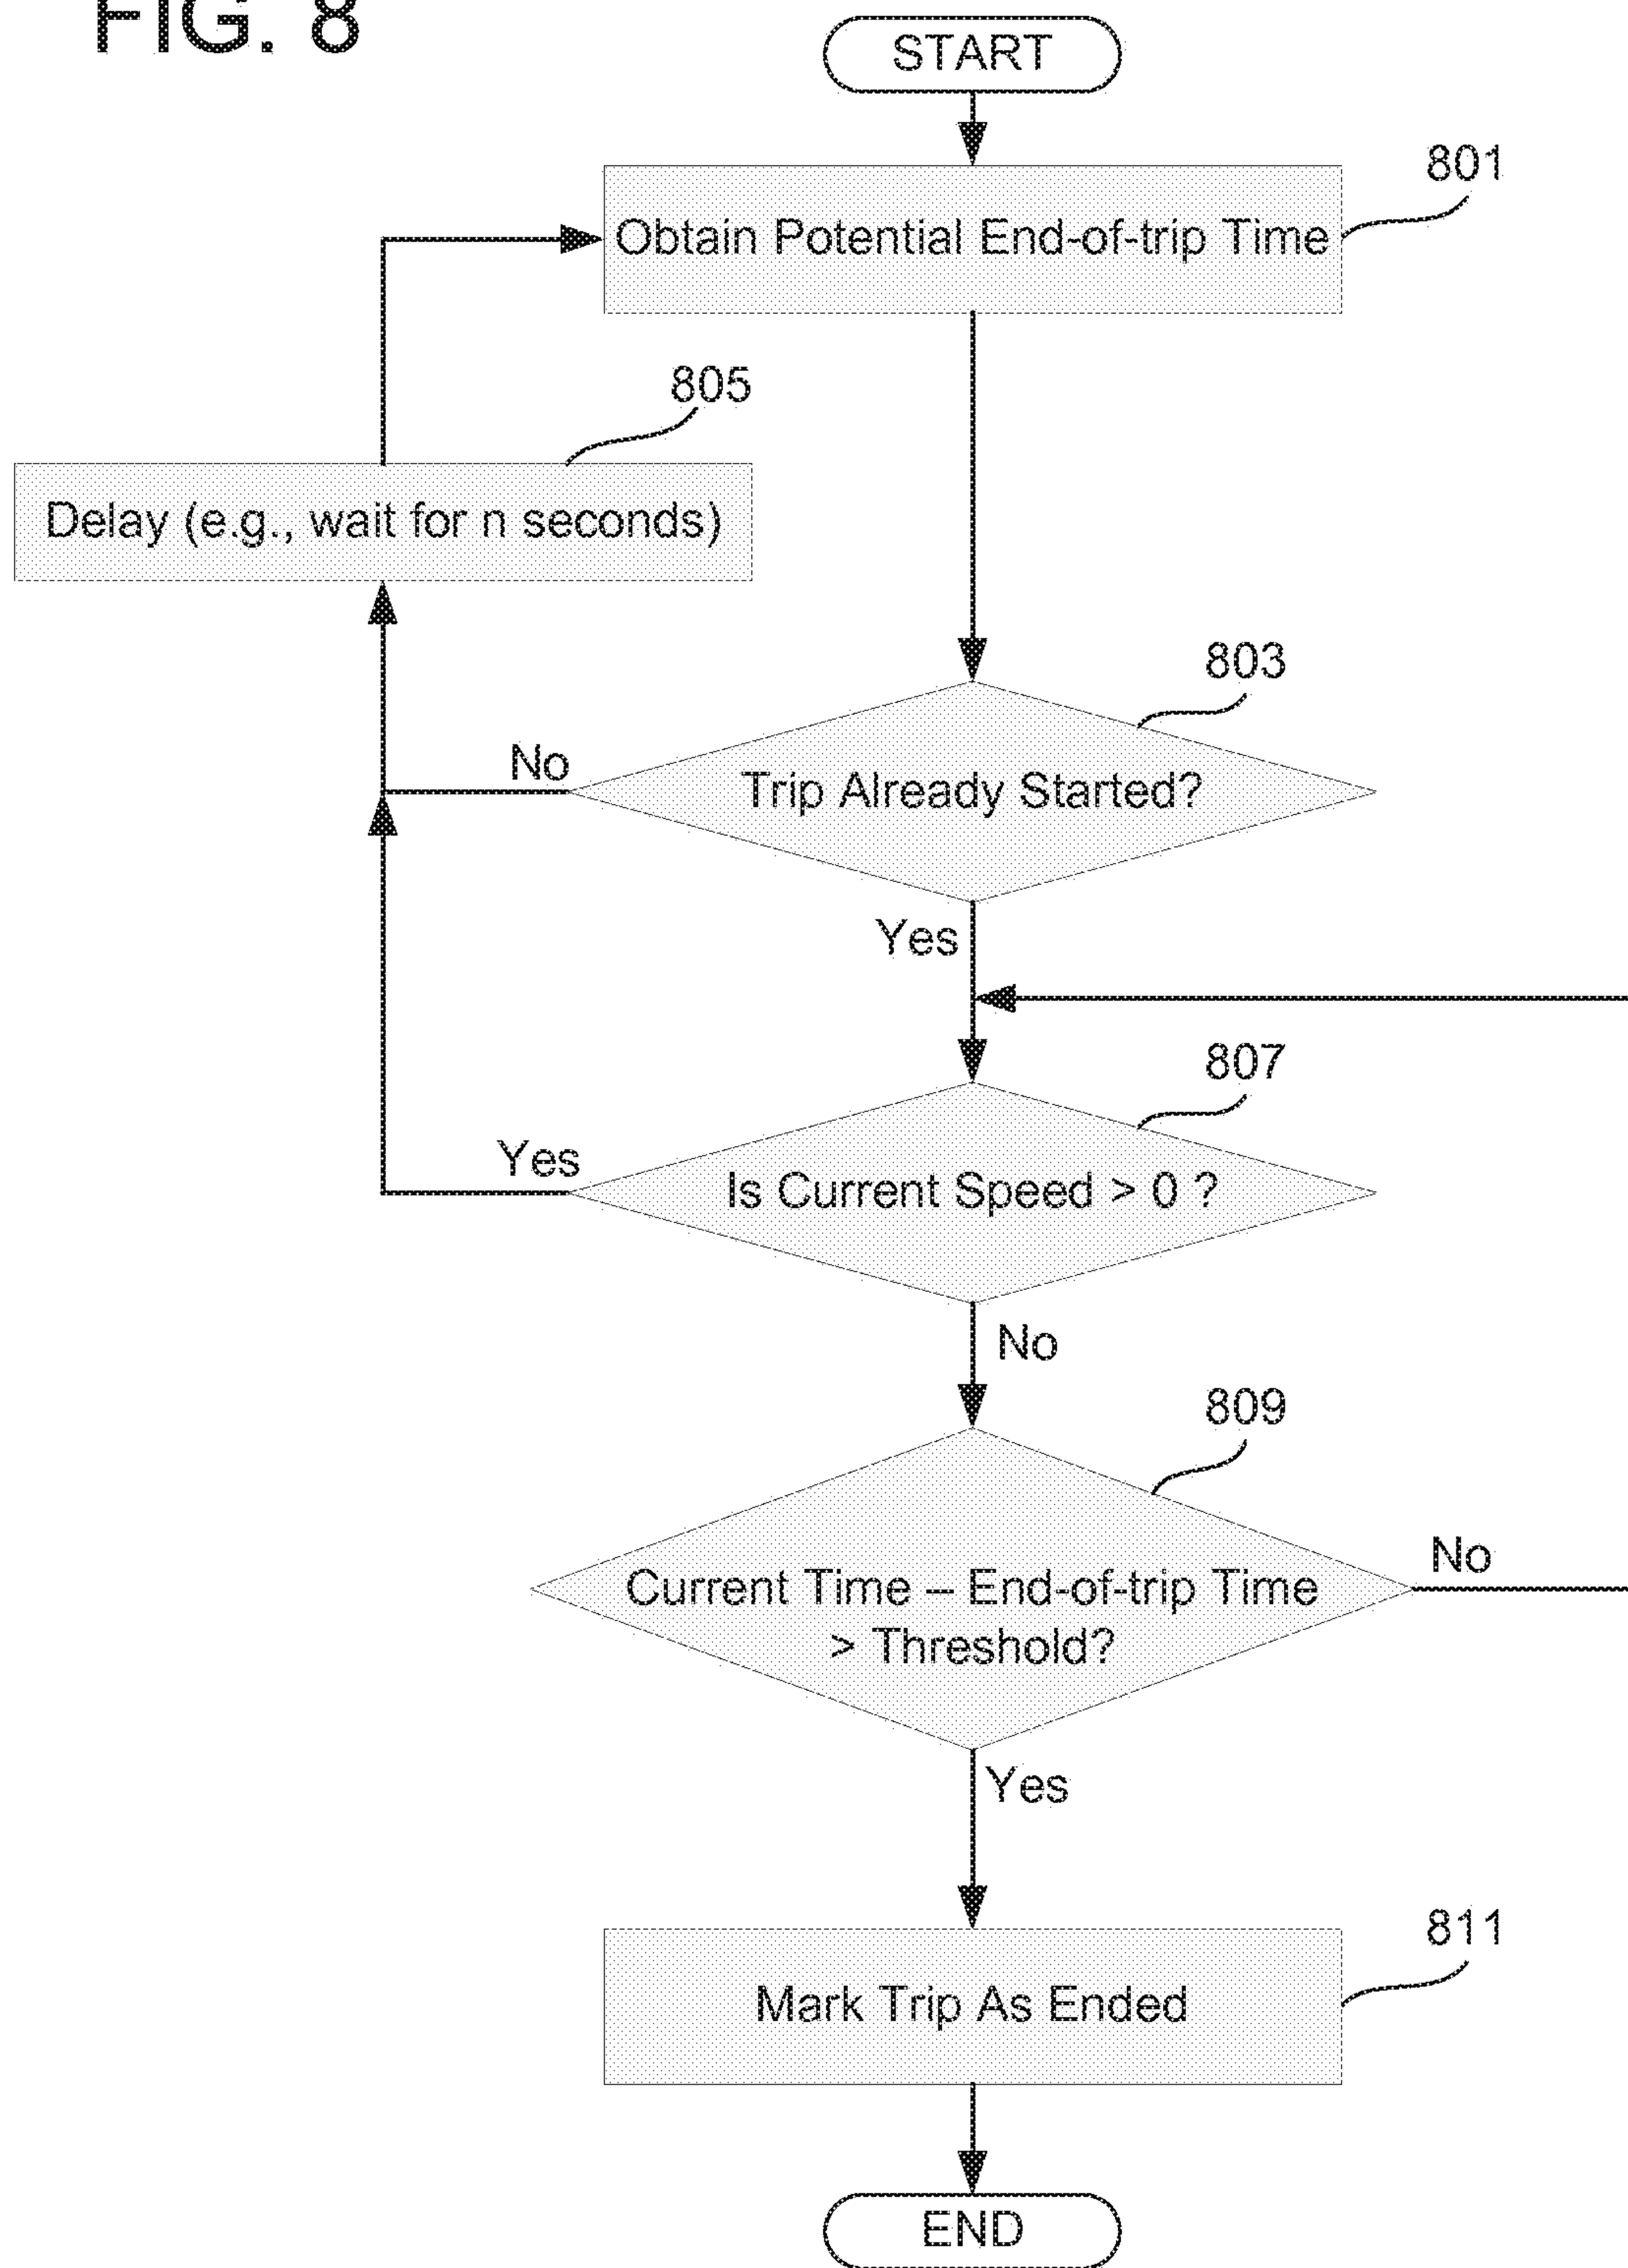 FIG. 8
START
801
Obtain Potential End-of-trip Time
805
Delay (e.g., wait for n seconds)
803
No
Trip Already Started?
Yes
807
Yes
Is Current Speed > 0 ?
No
809
No
Current Time – End-of-trip Time
> Threshold?
Yes
811
Mark Trip As Ended
END